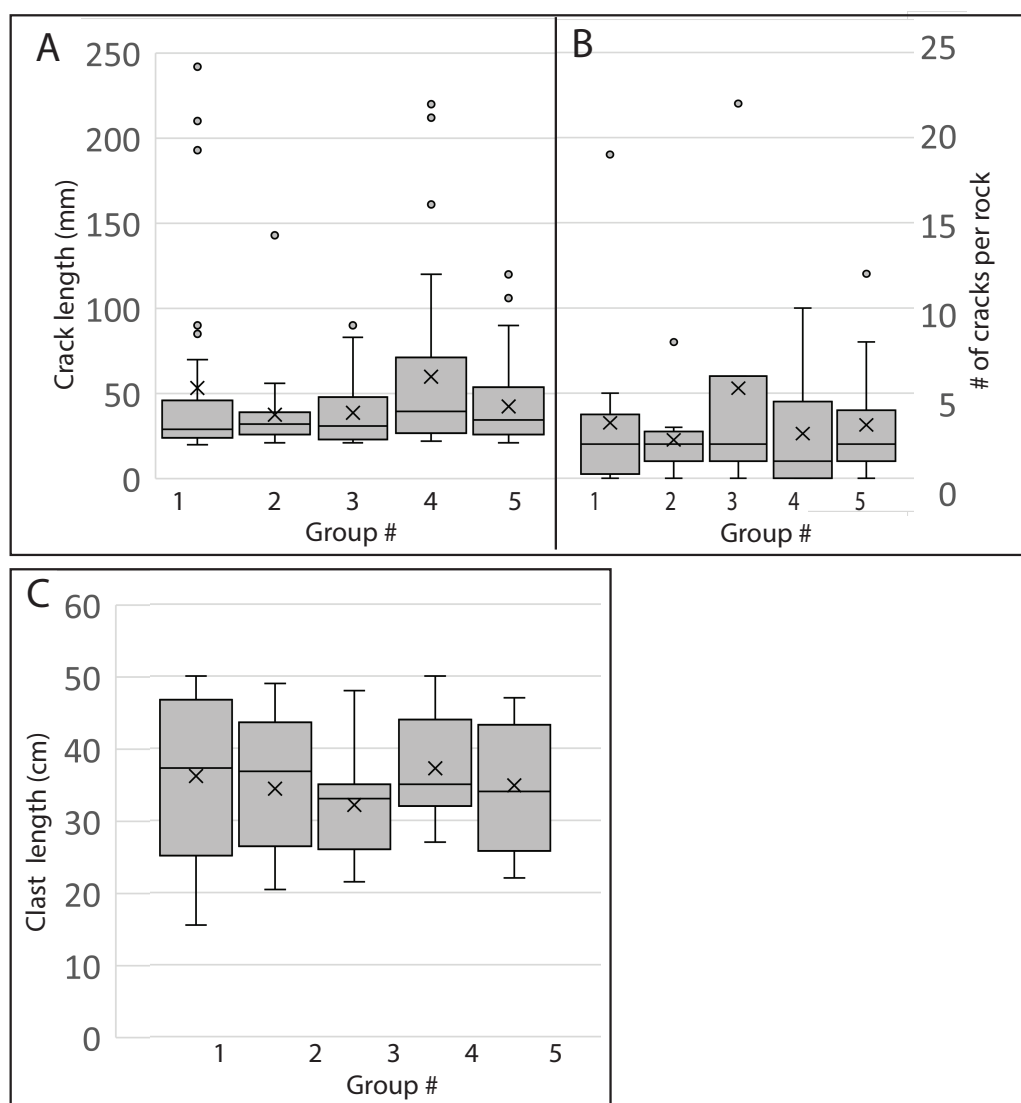 A
Crack length (mm)
250
200
150
100
50
0
1 2 3 4 5
Group #
B
25
20
15
10
5
0
# of cracks per rock
1 2 3 4 5
Group #
C
Clast length (cm)
60
50
40
30
20
10
0
1 2 3 4 5
Group #